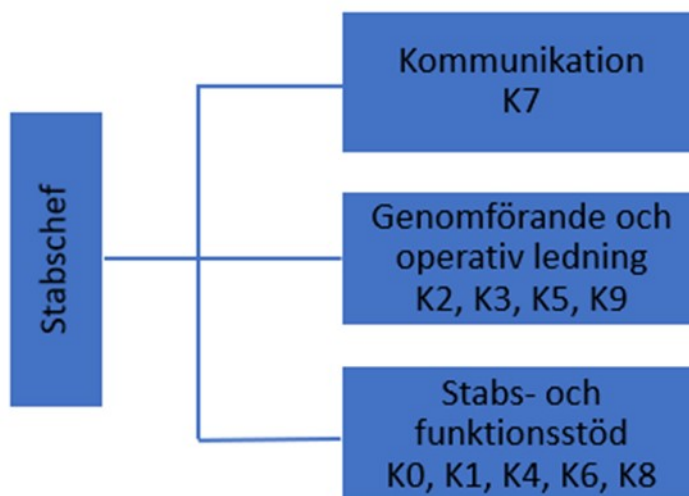 Stabschef
Kommunikation
K7
Genomförande och
operativ ledning
K2, K3, K5, K9
Stabs- och
funktionsstöd
K0, K1, K4, K6, K8